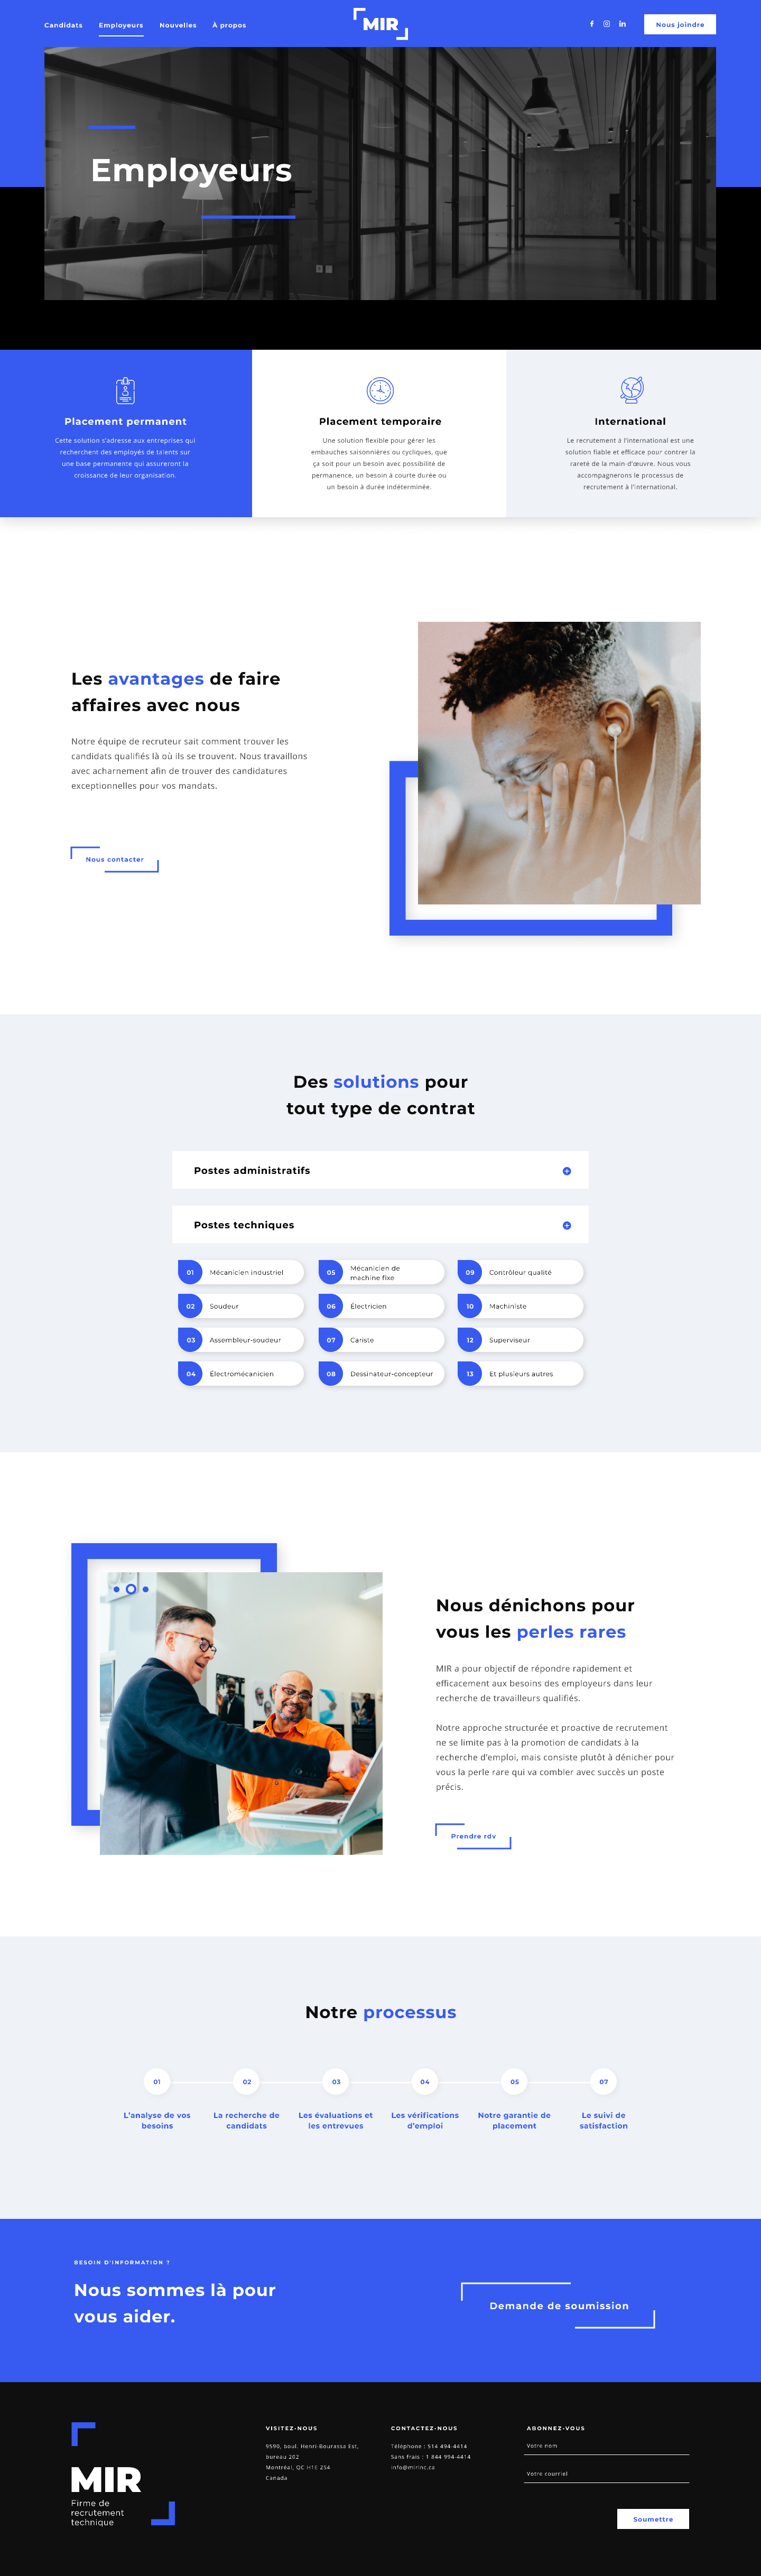 Candidats
Employeurs
Nouvelles
À propos
MIR
Nous joindre
Employeurs
Placement permanent
Cette solution s'adresse aux entreprises qui
recherchent des employés de talents sur
une base permanente qui assureront la
croissance de leur organisation.
Placement temporaire
Une solution flexible pour gérer les
embauches saisonnières ou cycliques, que
ça soit pour un besoin avec possibilité de
permanence, un besoin à courte durée ou
un besoin à durée indéterminée.
International
Le recrutement à l'international est une
solution fiable et efficace pour contrer la
rareté de la main-d'œuvre. Nous vous
accompagnerons le processus de
recrutement à l'international.
Les avantages de faire
affaires avec nous
Notre équipe de recruteur sait comment trouver les
candidats qualifiés là où ils se trouvent. Nous travaillons
avec acharnement afin de trouver des candidatures
exceptionnelles pour vos mandats.
Nous contacter
Des solutions pour
tout type de contrat
Postes administratifs
Postes techniques
01 Mécanicien industriel
02 Soudeur
03 Assembleur-soudeur
04 Électromécanicien
05 Mécanicien de
machine fixe
06 Électricien
07 Cariste
08 Dessinateur-concepteur
09 Contrôleur qualité
10 Machiniste
12 Superviseur
13 Et plusieurs autres
Nous dénichons pour
vous les perles rares
MIR a pour objectif de répondre rapidement et
efficacement aux besoins des employeurs dans leur
recherche de travailleurs qualifiés.
Notre approche structurée et proactive de recrutement
ne se limite pas à la promotion de candidats à la
recherche d'emploi, mais consiste plutôt à dénicher pour
vous la perle rare qui va combler avec succès un poste
précis.
Prendre rdv
Notre processus
01
L'analyse de vos
besoins
02
La recherche de
candidats
03
Les évaluations et
les entrevues
04
Les vérifications
d'emploi
05
Notre garantie de
placement
07
Le suivi de
satisfaction
BESOIN D'INFORMATION ?
Nous sommes là pour
vous aider.
Demande de soumission
MIR
Firme de
recrutement
technique
VISITEZ-NOUS
9590, boul. Henri-Bourassa Est,
bureau 202
Montréal, QC H1E 2S4
Canada
CONTACTEZ-NOUS
Téléphone : 514 494-4414
Sans frais : 1 844 994-4414
info@mirinc.ca
ABONNEZ-VOUS
Votre nom
Votre courriel
Soumettre